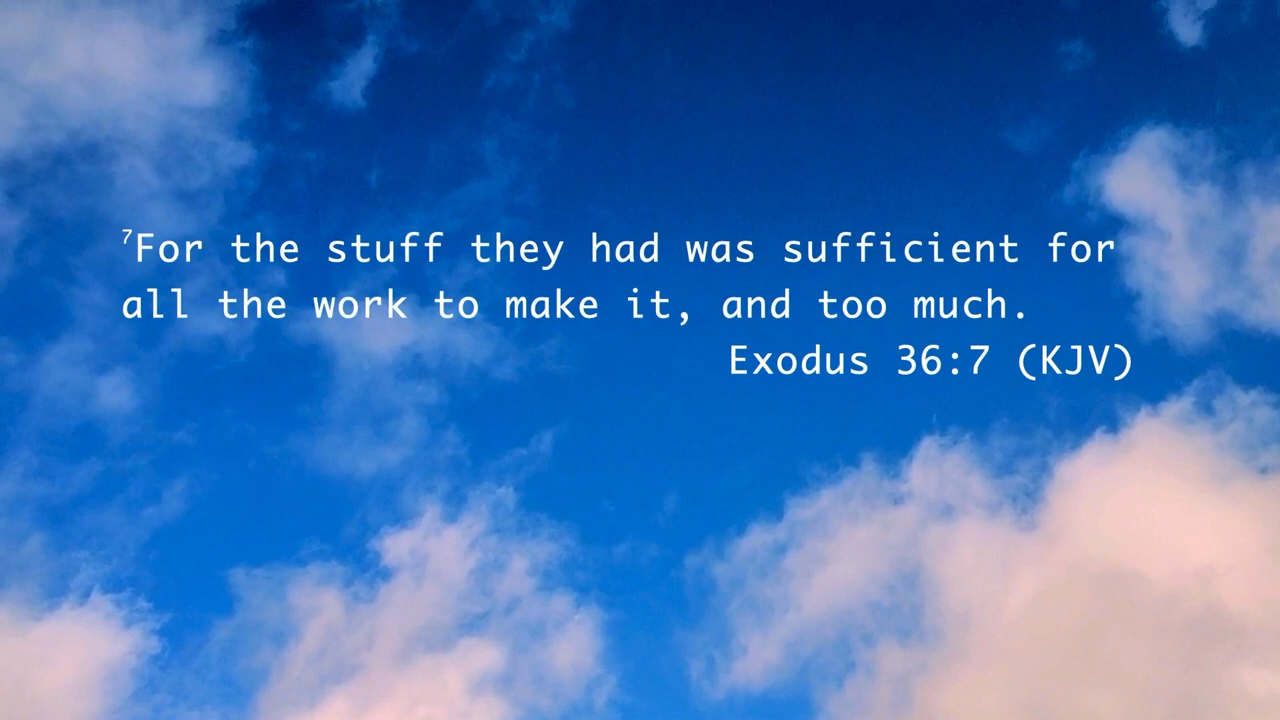 ⁷For the stuff they had was sufficient for
all the work to make it, and too much.
Exodus 36:7 (KJV)